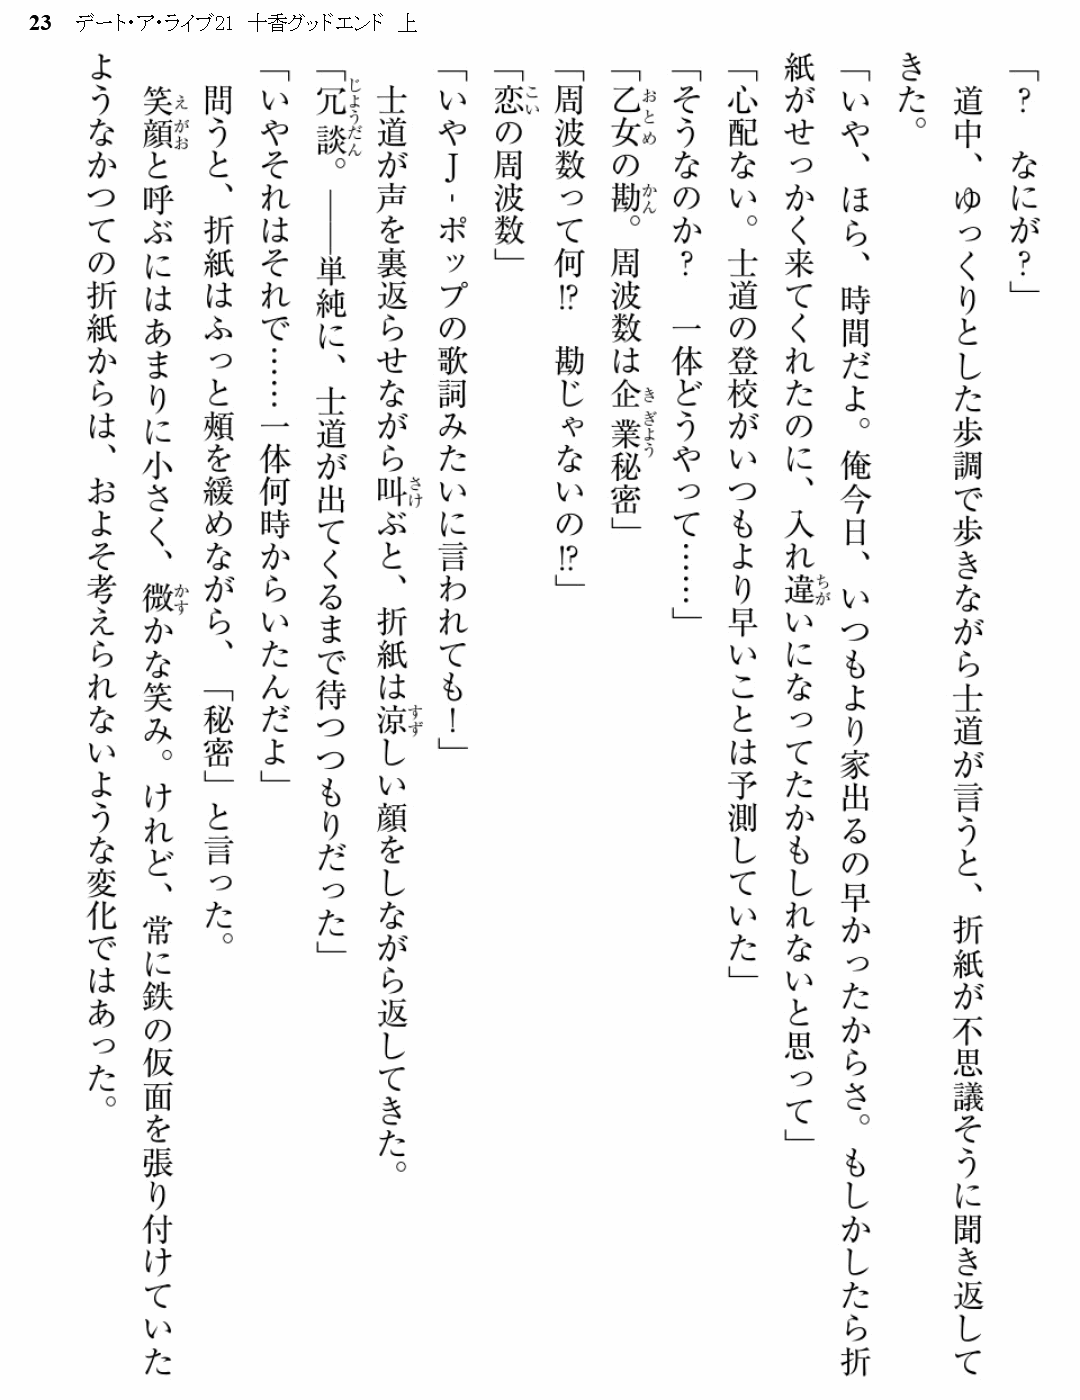 23 デート・ア・ライブ21 十香グッドエンド 上
「? なにが?」
道中、ゆっくりとした歩調で歩きながら士道が言うと、折紙が不思議そうに聞き返して
きた。
「いや、ほら、時間だよ。俺今日、いつもより家出るの早かったからさ。もしかしたら折
紙がせっかく来てくれたのに、入れ違いになってたかもしれないと思って」
「心配ない。士道の登校がいつもより早いことは予測していた」
「そうなのか? 一体どうやって……」
「乙女の勘。周波数は企業秘密」
「周波数って何!? 勘じゃないの!?」
「恋の周波数」
「いやJ-ポップの歌詞みたいに言われても!」
士道が声を裏返らせながら叫ぶと、折紙は涼しい顔をしながら返してきた。
「冗談。――単純に、士道が出てくるまで待つつもりだった」
「いやそれはそれで……一体何時からいたんだよ」
問うと、折紙はふっと頰を緩めながら、「秘密」と言った。
笑顔と呼ぶにはあまりに小さく、微かな笑み。けれど、常に鉄の仮面を張り付けていた
ようなかつての折紙からは、およそ考えられないような変化ではあった。